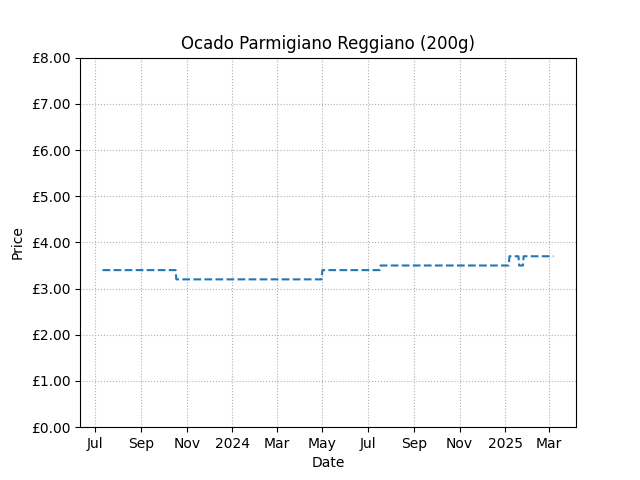 Ocado Parmigiano Reggiano (200g)
£8.00
£7.00
£6.00
£5.00
£4.00
£3.00
£2.00
£1.00
£0.00
Price
Jul Sep Nov 2024 Mar May Jul Sep Nov 2025 Mar
Date